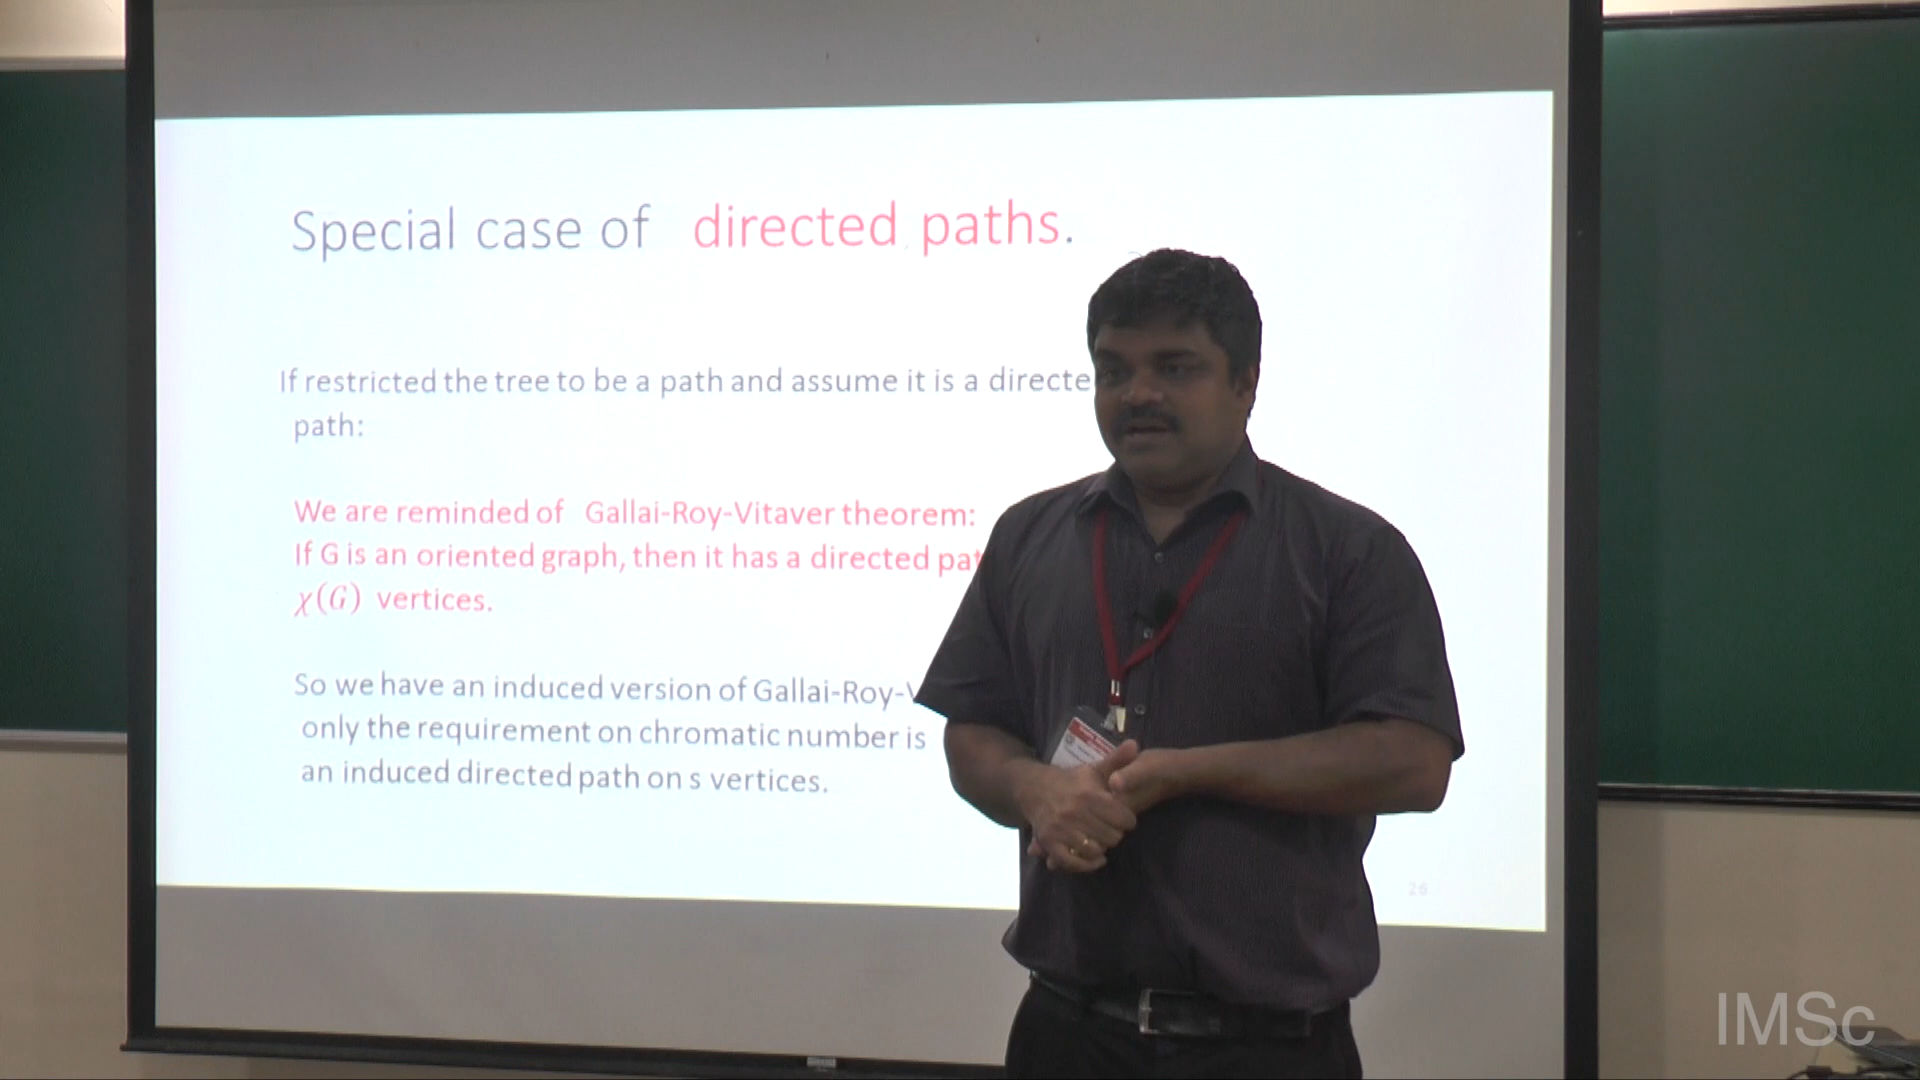 Special case of directed paths.
If restricted the tree to be a path and assume it is a directe
path:
We are reminded of Gallai-Roy-Vitaver theorem:
If G is an oriented graph, then it has a directed pat
χ(G) vertices.
So we have an induced version of Gallai-Roy-V
only the requirement on chromatic number is
an induced directed path on s vertices.
26
IMSc